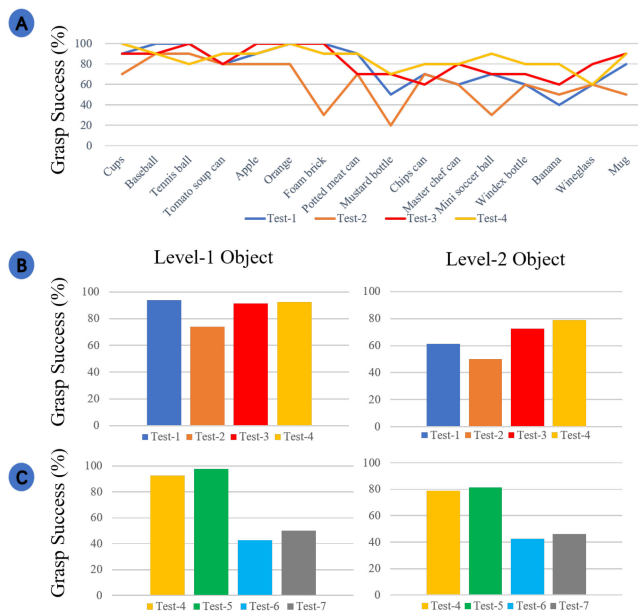 A
Grasp Success (%)
100
80
60
40
20
0
Cups
Baseball
Tennis ball
Tomato soup can
Apple
Orange
Foam brick
Potted meat can
Mustard bottle
Chips can
Master chef can
Mini soccer ball
Windex bottle
Banana
Wineglass
Mug
Test-1 Test-2 Test-3 Test-4
B
Level-1 Object
Grasp Success (%)
100
80
60
40
20
0
Test-1 Test-2 Test-3 Test-4
Level-2 Object
100
80
60
40
20
0
Test-1 Test-2 Test-3 Test-4
C
Grasp Success (%)
100
80
60
40
20
0
Test-4 Test-5 Test-6 Test-7
100
80
60
40
20
0
Test-4 Test-5 Test-6 Test-7